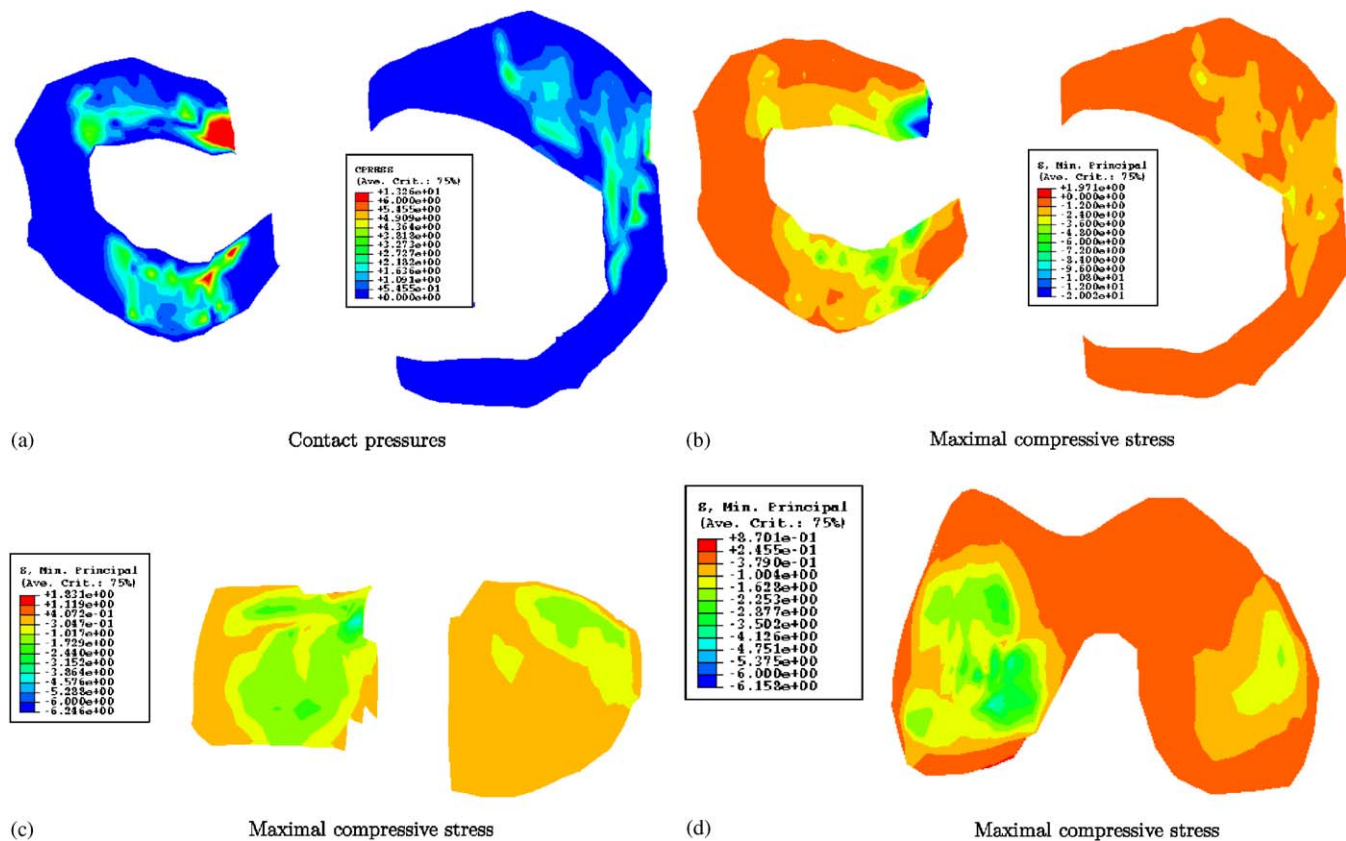 CPRESS
(Ave. Crit.: 75%)
+1.326e+01
+6.000e+00
+5.455e+00
+4.909e+00
+4.364e+00
+3.818e+00
+3.273e+00
+2.727e+00
+2.182e+00
+1.636e+00
+1.091e+00
+5.455e-01
+0.000e+00
(a)
Contact pressures
S, Min. Principal
(Ave. Crit.: 75%)
+1.971e+00
+0.000e+00
-1.200e+00
-2.400e+00
-3.600e+00
-4.800e+00
-6.000e+00
-7.200e+00
-8.400e+00
-9.600e+00
-1.080e+01
-1.200e+01
-2.002e+01
(b)
Maximal compressive stress
S, Min. Principal
(Ave. Crit.: 75%)
+1.831e+00
+1.119e+00
+4.072e-01
-3.047e-01
-1.017e+00
-1.729e+00
-2.440e+00
-3.152e+00
-3.864e+00
-4.576e+00
-5.288e+00
-6.000e+00
-6.246e+00
(c)
Maximal compressive stress
S, Min. Principal
(Ave. Crit.: 75%)
+8.701e-01
+2.455e-01
-3.790e-01
-1.004e+00
-1.628e+00
-2.253e+00
-2.877e+00
-3.502e+00
-4.126e+00
-4.751e+00
-5.375e+00
-6.000e+00
-6.158e+00
(d)
Maximal compressive stress